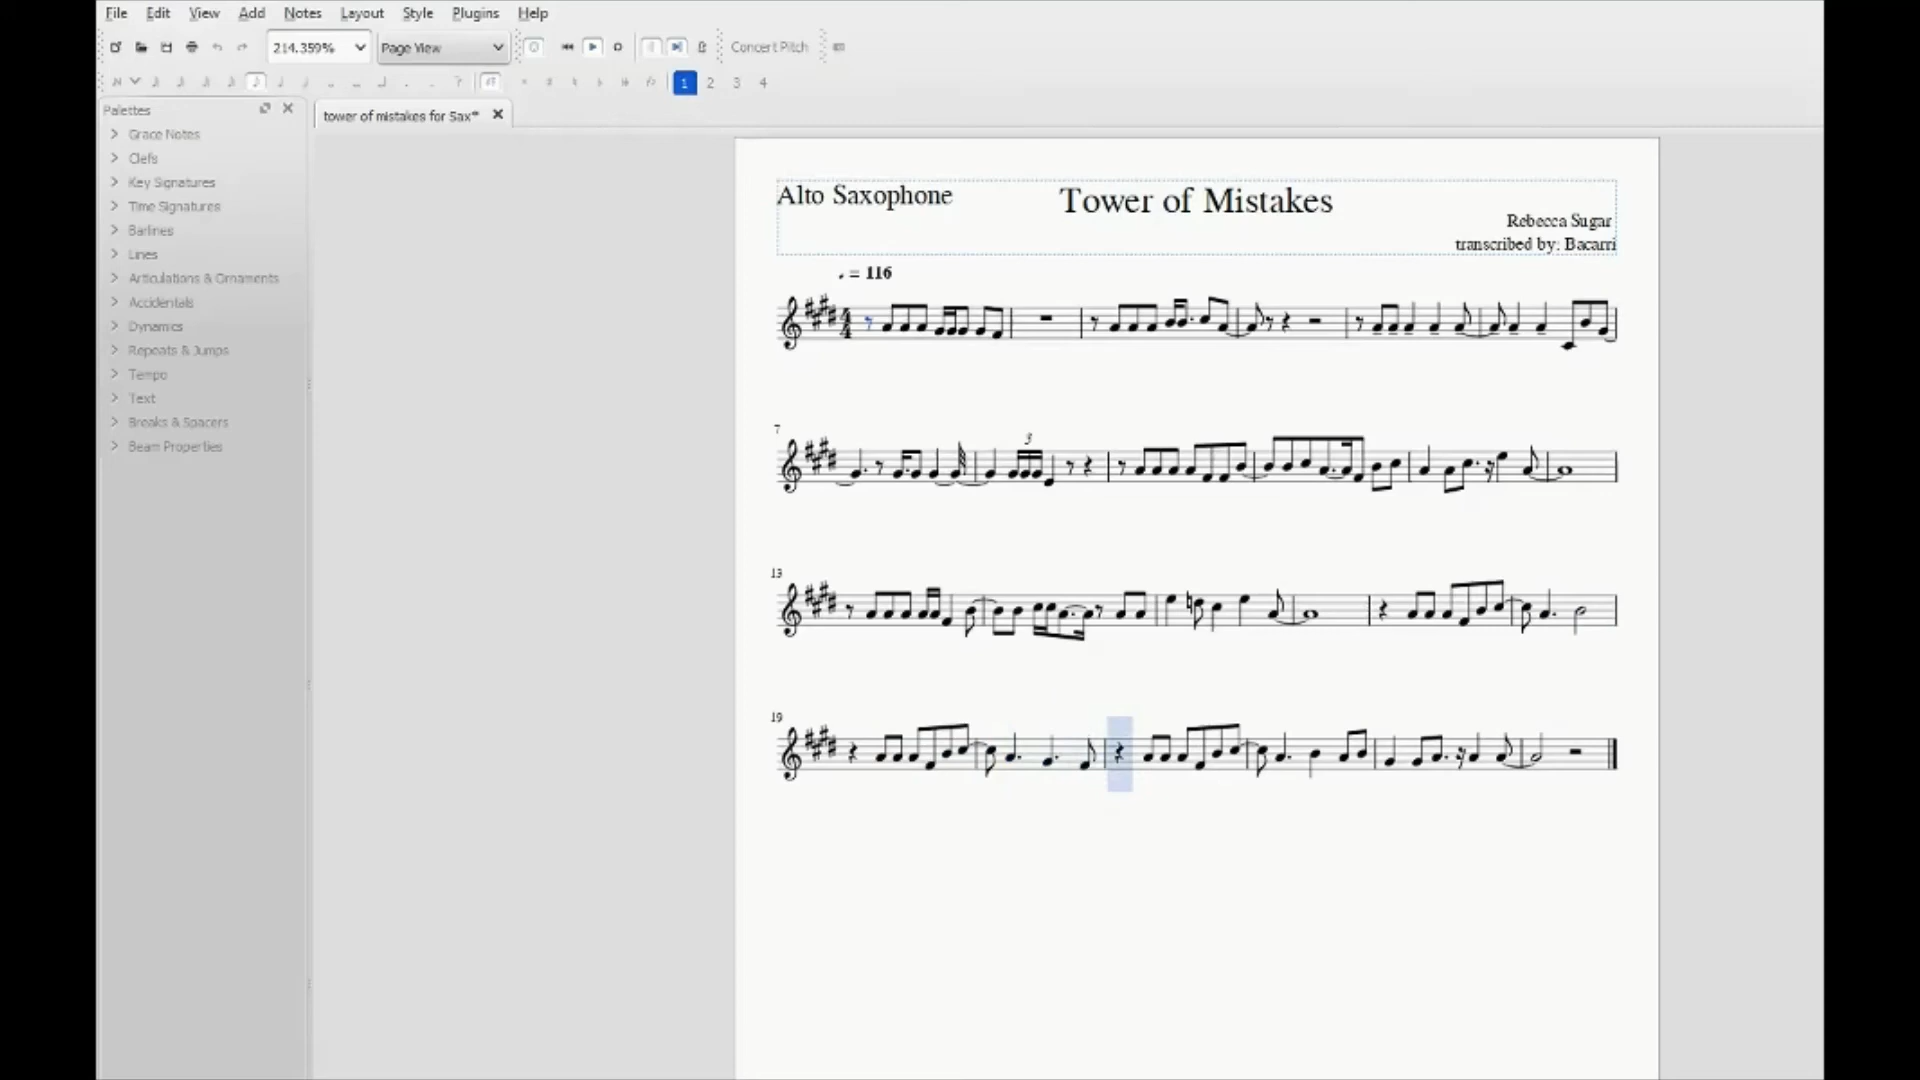 File Edit View Add Notes Layout Style Plugins Help
214.359% Page View Concert Pitch
1 2 3 4
Palettes
tower of mistakes for Sax*
Grace Notes
Clefs
Key Signatures
Time Signatures
Barlines
Lines
Articulations & Ornaments
Accidentals
Dynamics
Repeats & Jumps
Tempo
Text
Breaks & Spacers
Beam Properties
Alto Saxophone
Tower of Mistakes
Rebecca Sugar
transcribed by: Bacarri
= 116
4
4
7
3
13
19